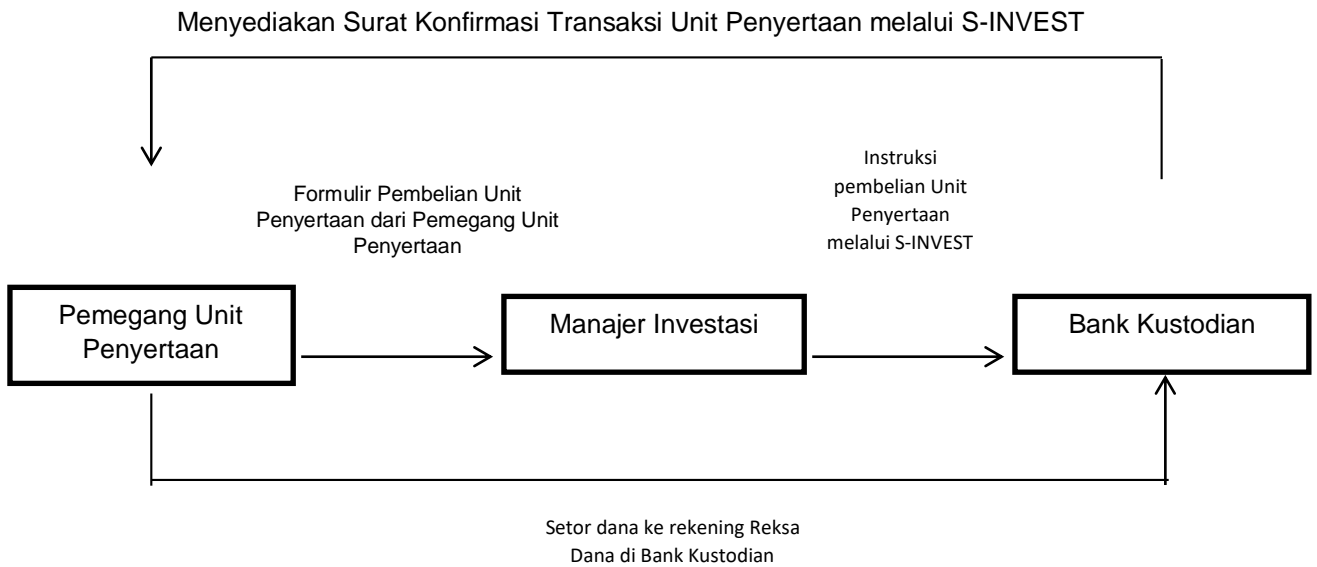 Menyediakan Surat Konfirmasi Transaksi Unit Penyertaan melalui S-INVEST
Formulir Pembelian Unit
Penyertaan dari Pemegang Unit
Penyertaan
Instruksi
pembelian Unit
Penyertaan
melalui S-INVEST
Pemegang Unit
Penyertaan
Manajer Investasi
Bank Kustodian
Setor dana ke rekening Reksa
Dana di Bank Kustodian